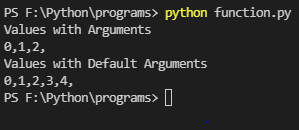 PS F:\Python\programs> python function.py
Values with Arguments
0,1,2,
Values with Default Arguments
0,1,2,3,4,
PS F:\Python\programs>